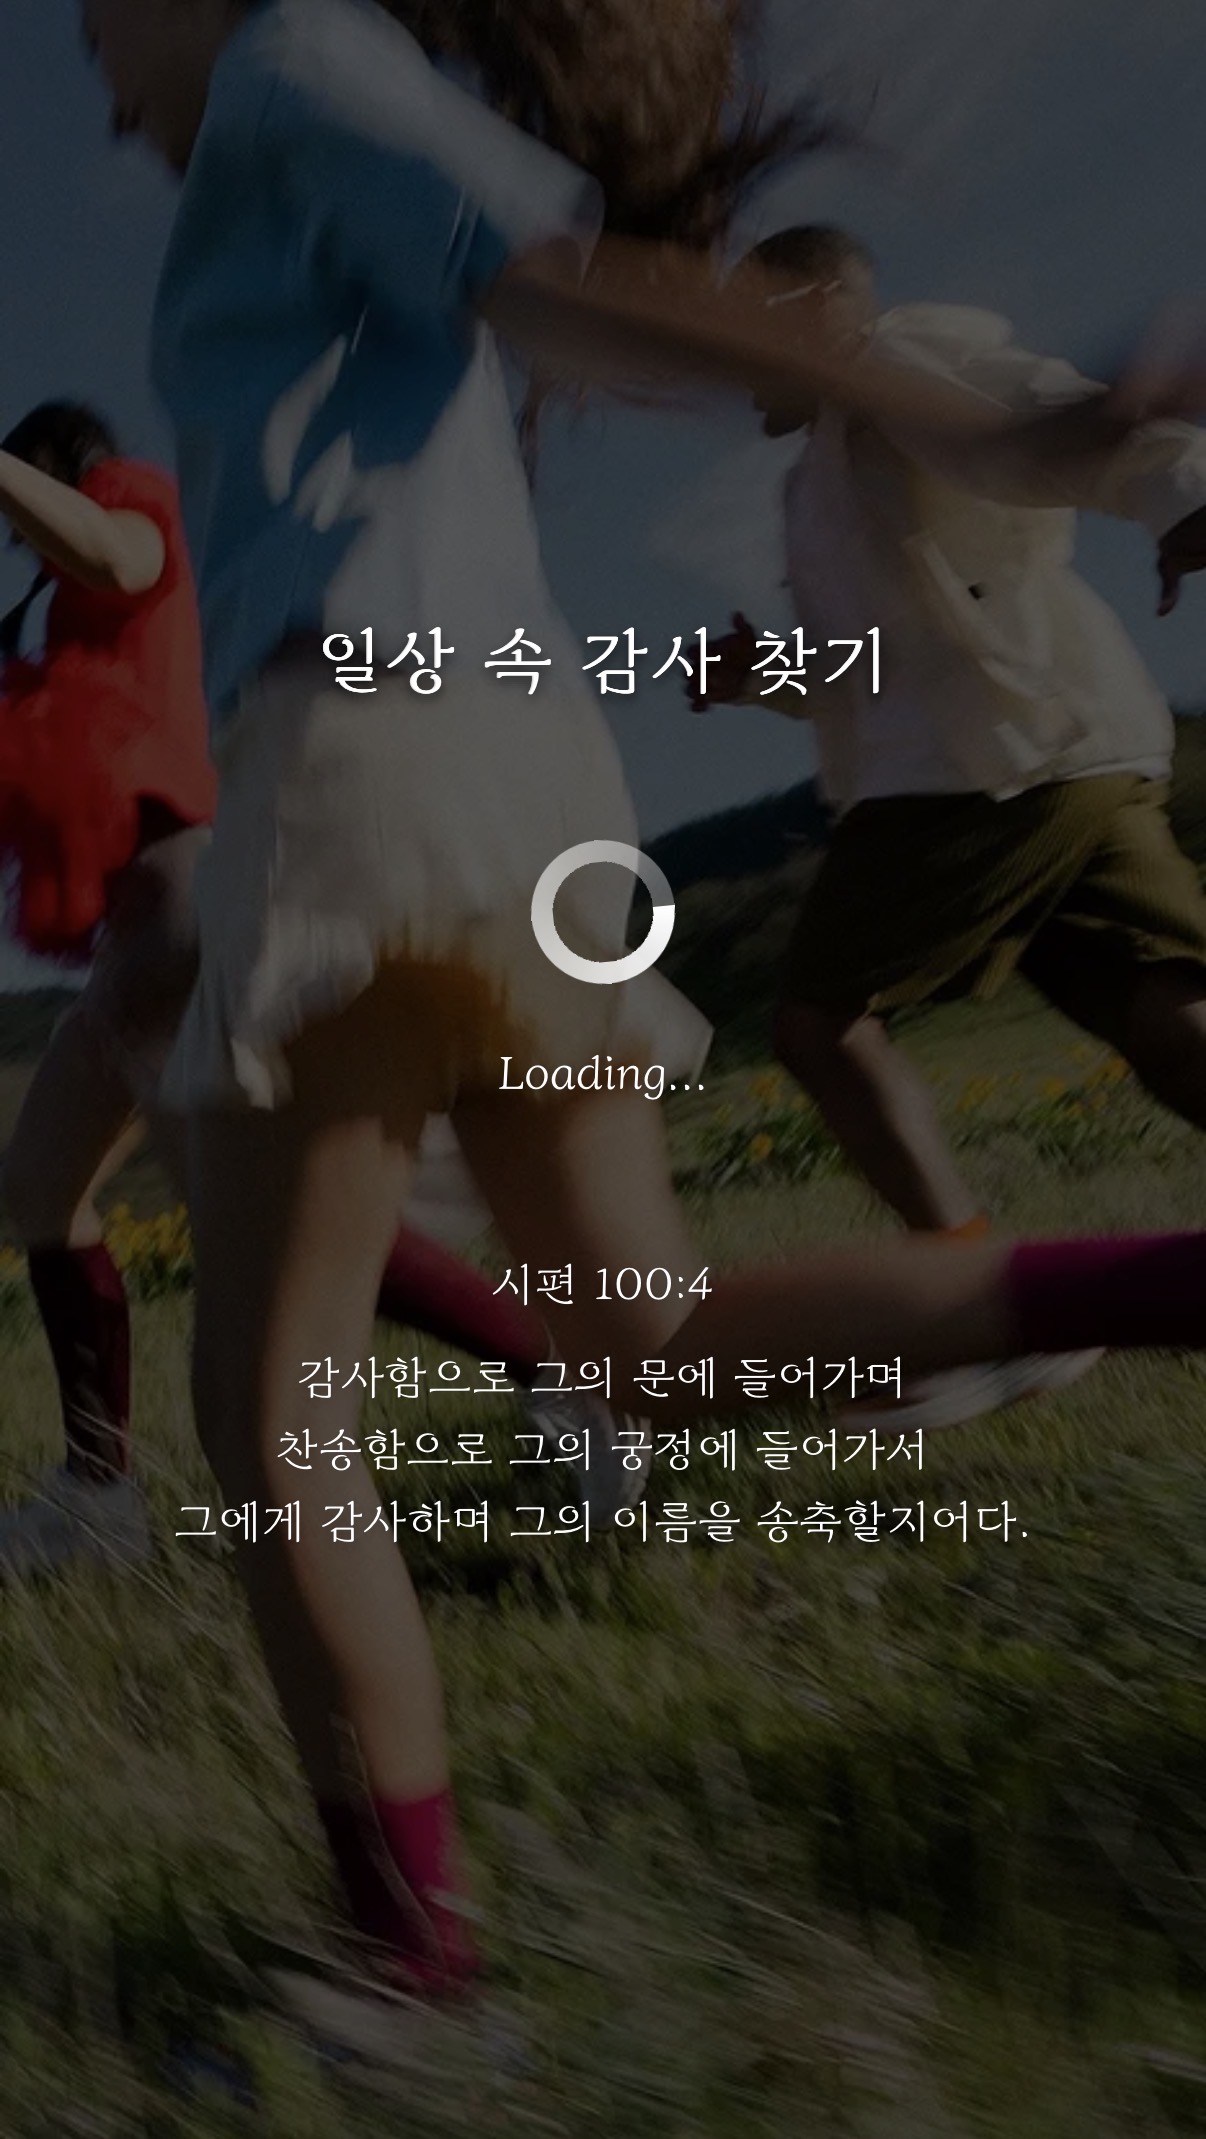 일상 속 감사 찾기
Loading...
시편 100:4
감사함으로 그의 문에 들어가며
찬송함으로 그의 궁정에 들어가서
그에게 감사하며 그의 이름을 송축할지어다.